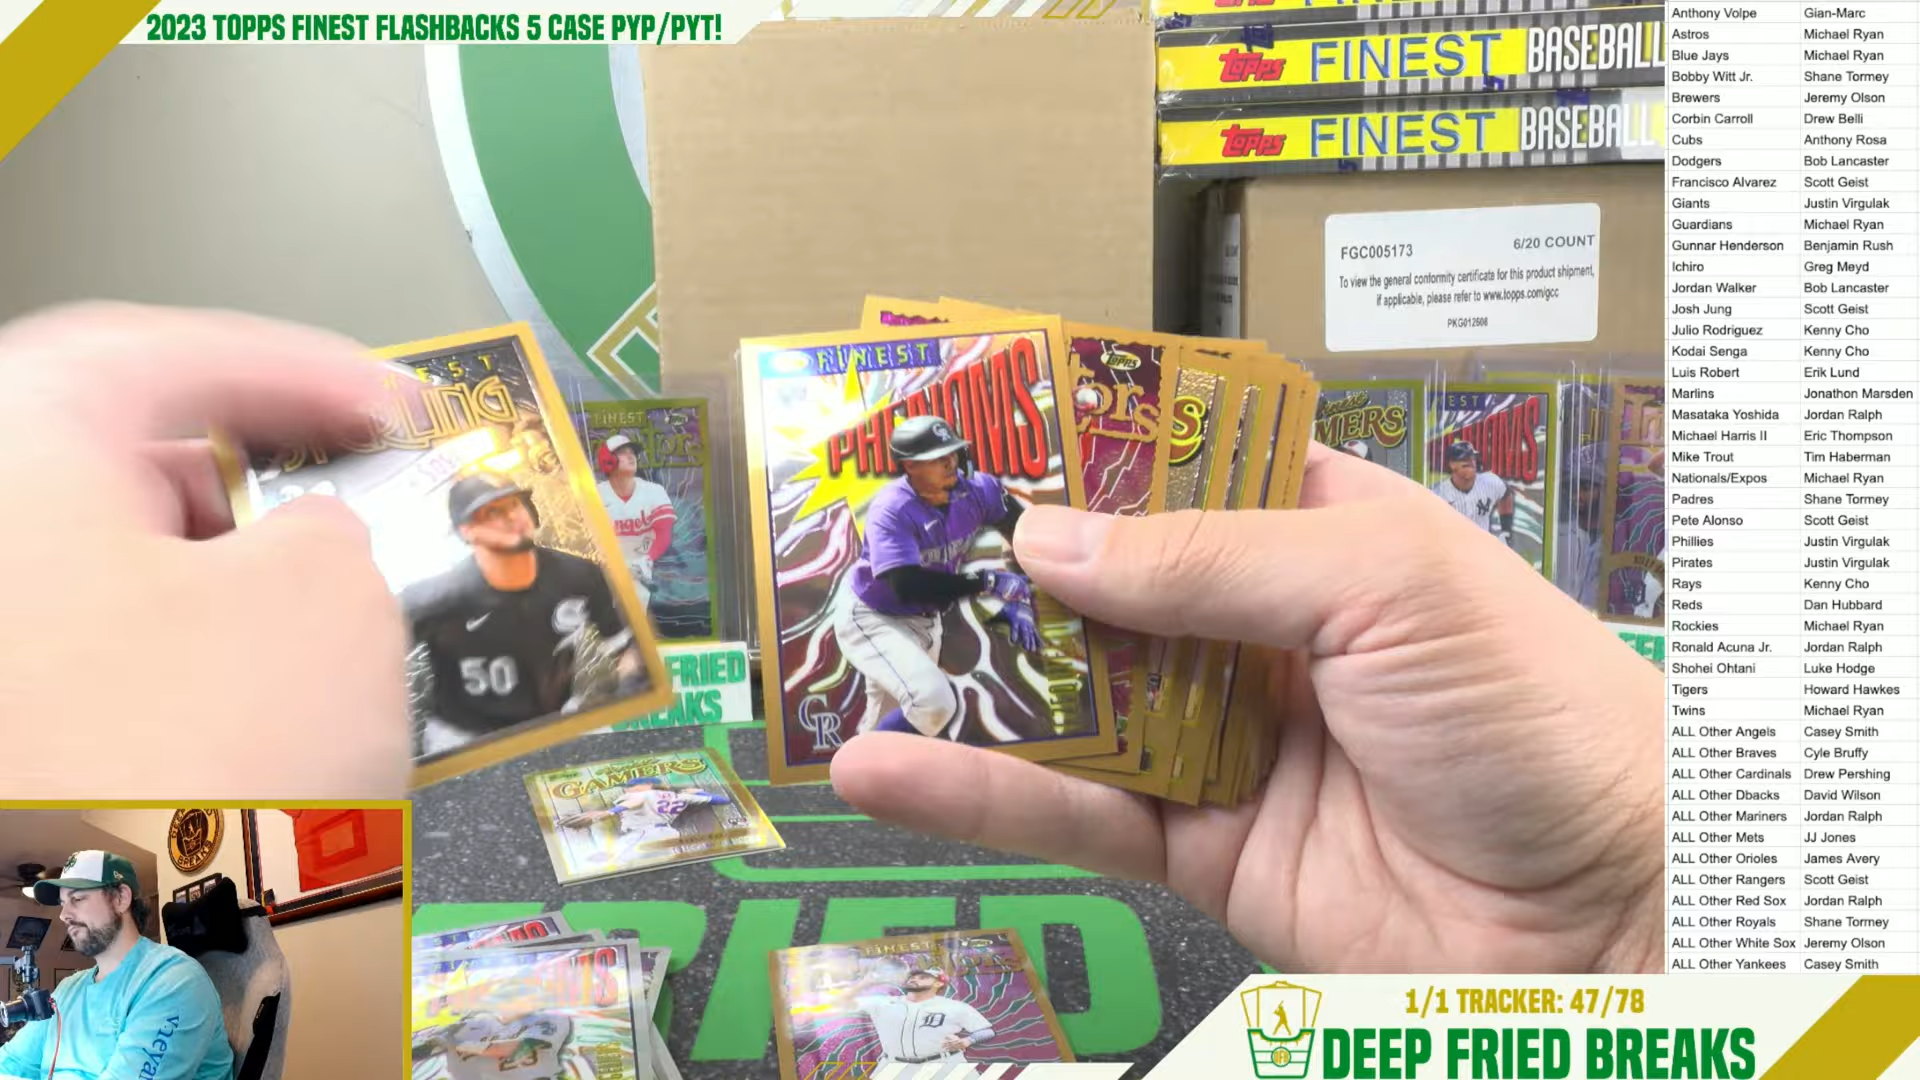 2023 TOPPS FINEST FLASHBACKS 5 CASE PYP/PYT!
Topps FINEST BASEBALL
Topps FINEST BASEBALL
FGC005173 6/20 COUNT
To view the general conformity certificate for this product shipment,
if applicable, please refer to www.topps.com/gcc
PKG012506
FINEST
PHENOMS
CR
50
FINEST
GAMERS
22
FINEST
D
FRIED
BREAKS
FRIED
Anthony Volpe Gian-Marc
Astros Michael Ryan
Blue Jays Michael Ryan
Bobby Witt Jr. Shane Tormey
Brewers Jeremy Olson
Corbin Carroll Drew Belli
Cubs Anthony Rosa
Dodgers Bob Lancaster
Francisco Alvarez Scott Geist
Giants Justin Virgulak
Guardians Michael Ryan
Gunnar Henderson Benjamin Rush
Ichiro Greg Meyd
Jordan Walker Bob Lancaster
Josh Jung Scott Geist
Julio Rodriguez Kenny Cho
Kodai Senga Kenny Cho
Luis Robert Erik Lund
Marlins Jonathon Marsden
Masataka Yoshida Jordan Ralph
Michael Harris II Eric Thompson
Mike Trout Tim Haberman
Nationals/Expos Michael Ryan
Padres Shane Tormey
Pete Alonso Scott Geist
Phillies Justin Virgulak
Pirates Justin Virgulak
Rays Kenny Cho
Reds Dan Hubbard
Rockies Michael Ryan
Ronald Acuna Jr. Jordan Ralph
Shohei Ohtani Luke Hodge
Tigers Howard Hawkes
Twins Michael Ryan
ALL Other Angels Casey Smith
ALL Other Braves Cyle Bruffy
ALL Other Cardinals Drew Pershing
ALL Other Dbacks David Wilson
ALL Other Mariners Jordan Ralph
ALL Other Mets JJ Jones
ALL Other Orioles James Avery
ALL Other Rangers Scott Geist
ALL Other Red Sox Jordan Ralph
ALL Other Royals Shane Tormey
ALL Other White Sox Jeremy Olson
ALL Other Yankees Casey Smith
1/1 TRACKER: 47/78
DEEP FRIED BREAKS